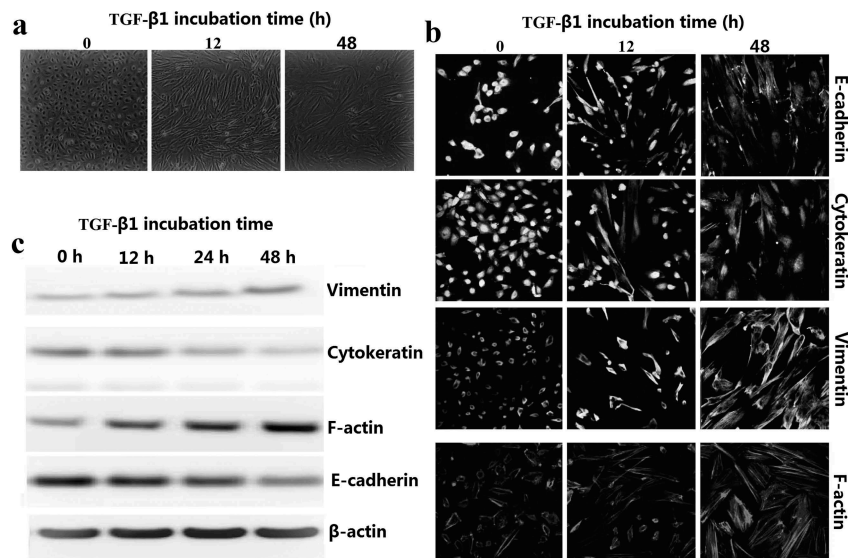 a
TGF-β1 incubation time (h)
0 12 48
b
TGF-β1 incubation time (h)
0 12 48
E-cadherin
Cytokeratin
Vimentin
F-actin
c
TGF-β1 incubation time
0 h 12 h 24 h 48 h
Vimentin
Cytokeratin
F-actin
E-cadherin
β-actin